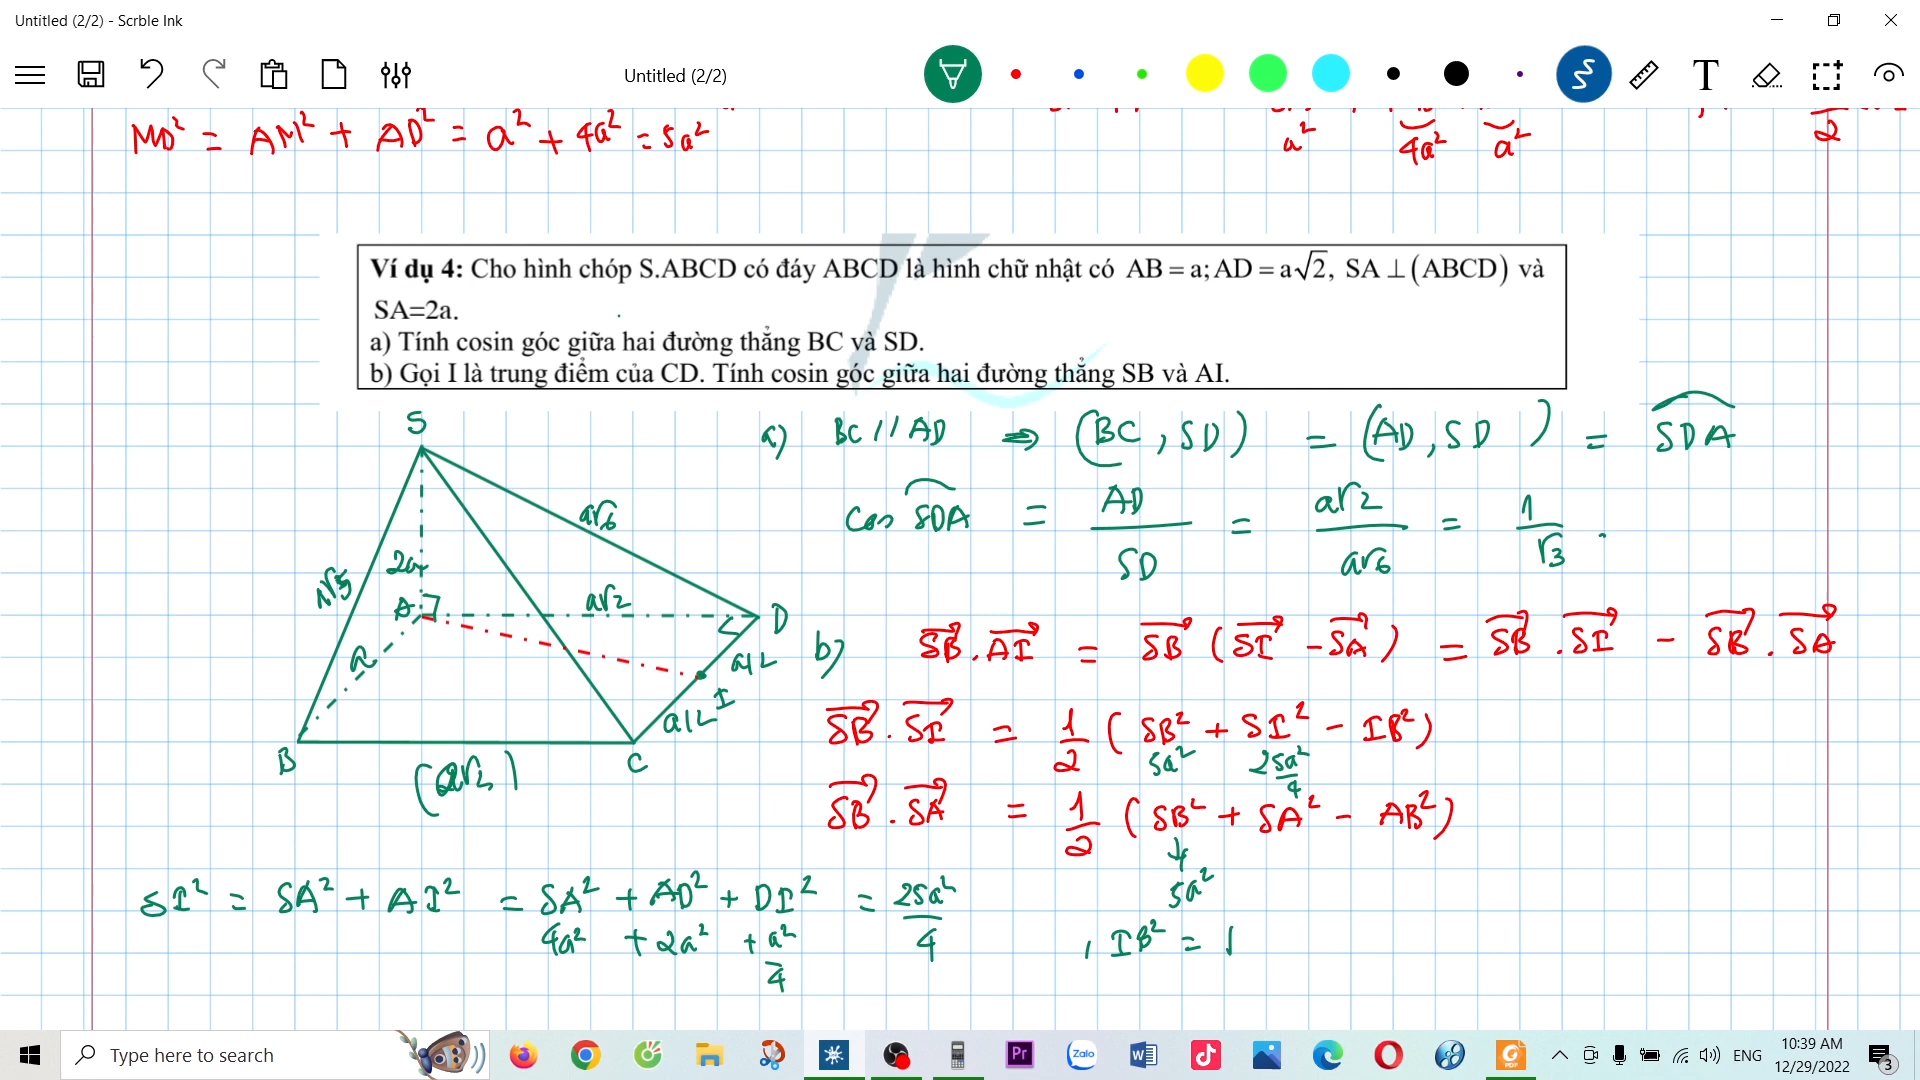 Untitled (2/2) - Scrble Ink
Untitled (2/2)
T
MD² = AM² + AD² = a² + 4a² = 5a²
a² 4a² a²
2
Ví dụ 4: Cho hình chóp S.ABCD có đáy ABCD là hình chữ nhật có AB = a; AD = a√2, SA ⊥ (ABCD) và
SA=2a.
a) Tính cosin góc giữa hai đường thẳng BC và SD.
b) Gọi I là trung điểm của CD. Tính cosin góc giữa hai đường thẳng SB và AI.
S
a) BC // AD ⇒ (BC, SD) = (AD, SD) = SDA
cos SDA = AD/SD = a√2/a√6 = 1/√3.
a√6
2a
a√5
A
a√2
D
a
a/2
I
a/2
B
C
b) SB.AI = SB (SI - SA) = SB.SI - SB.SA
SB.SI = 1/2 (SB² + SI² - IB²)
5a² 25a²/4
SB.SA = 1/2 (SB² + SA² - AB²)
5a²
SI² = SA² + AI² = SA² + AD² + DI² = 25a²/4
4a² + 2a² + a²/4
, IB² =
Type here to search
Pr
Zalo
PDF
ENG
10:39 AM
12/29/2022
3